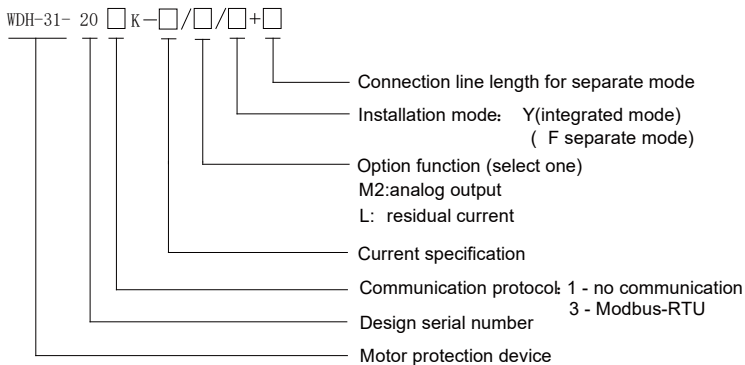 WDH-31- 20 □ K-□/□/□+□
Connection line length for separate mode
Installation mode: Y(integrated mode)
( F separate mode)
Option function (select one)
M2:analog output
L: residual current
Current specification
Communication protocol: 1 - no communication
3 - Modbus-RTU
Design serial number
Motor protection device